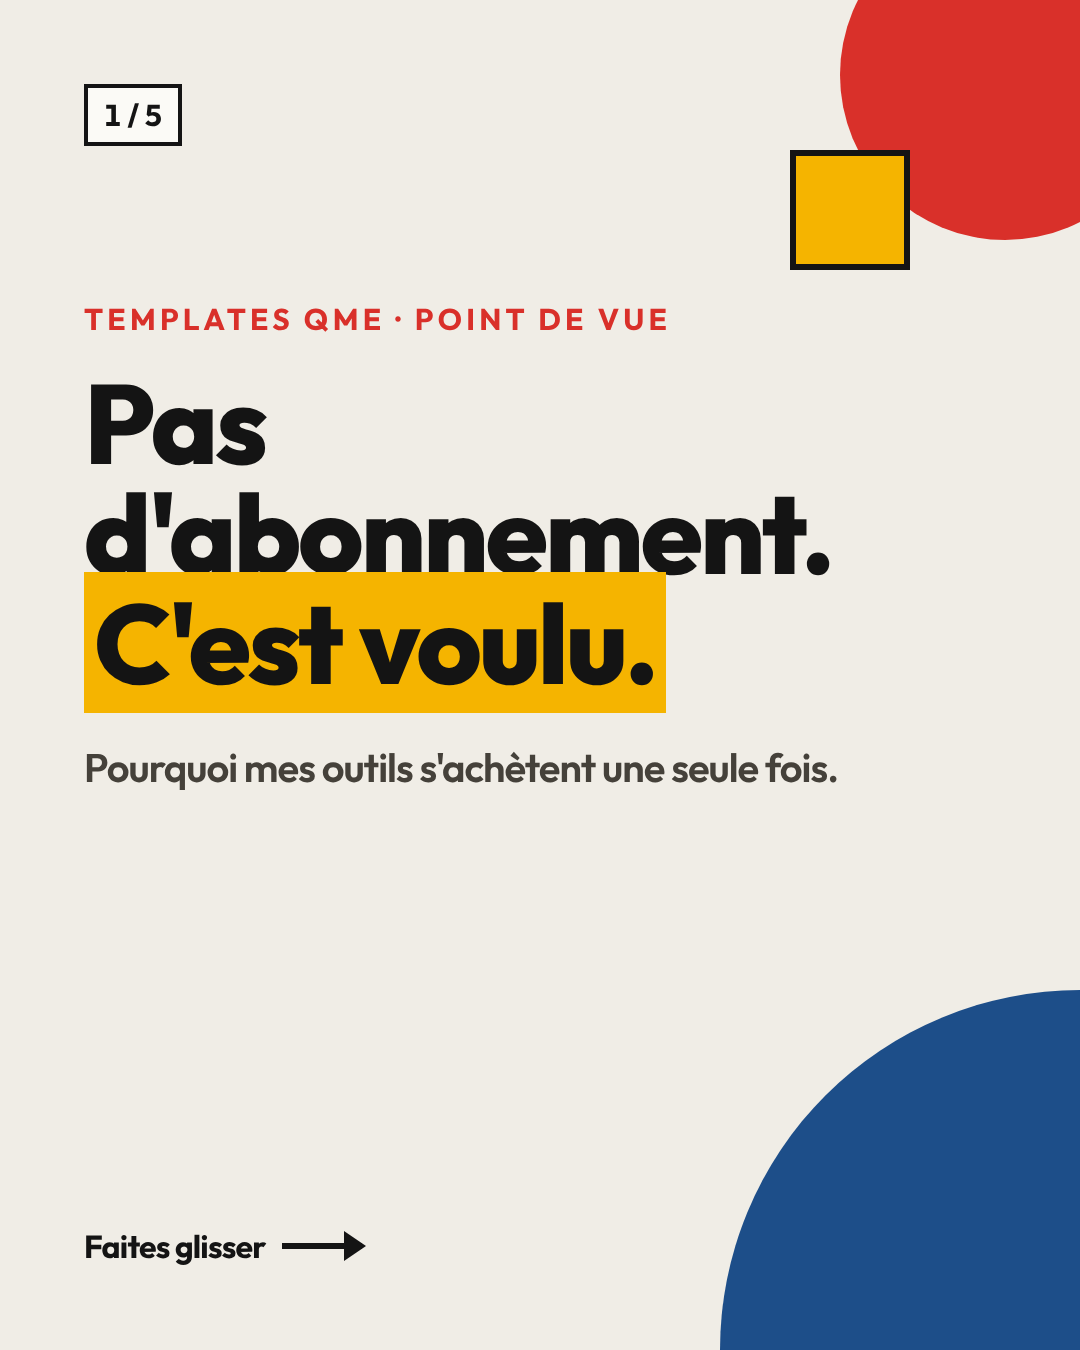 1 / 5
TEMPLATES QME · POINT DE VUE
Pas
d'abonnement.
C'est voulu.
Pourquoi mes outils s'achètent une seule fois.
Faites glisser